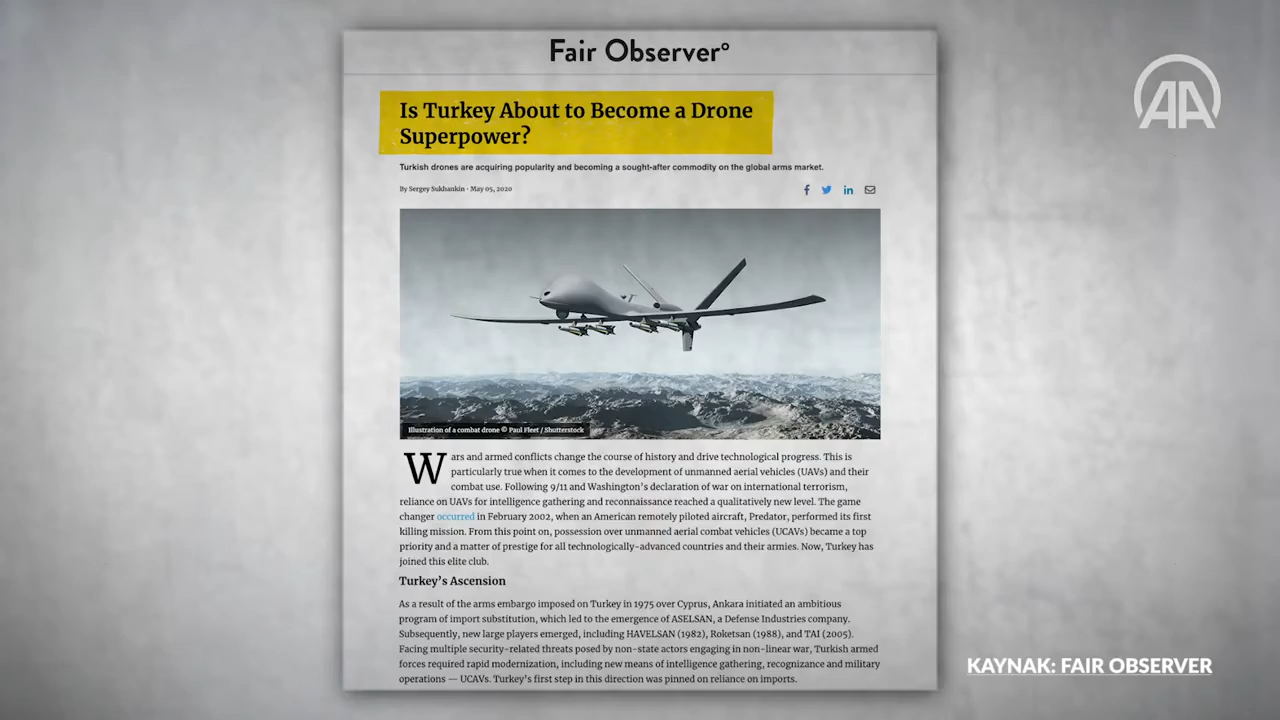 Fair Observer°
AA
Is Turkey About to Become a Drone
Superpower?
Turkish drones are acquiring popularity and becoming a sought-after commodity on the global arms market.
By Sergey Sukhankin · May 05, 2020
Illustration of a combat drone © Paul Fleet / Shutterstock
Wars and armed conflicts change the course of history and drive technological progress. This is
particularly true when it comes to the development of unmanned aerial vehicles (UAVs) and their
combat use. Following 9/11 and Washington's declaration of war on international terrorism,
reliance on UAVs for intelligence gathering and reconnaissance reached a qualitatively new level. The game
changer occurred in February 2002, when an American remotely piloted aircraft, Predator, performed its first
killing mission. From this point on, possession over unmanned aerial combat vehicles (UCAVs) became a top
priority and a matter of prestige for all technologically-advanced countries and their armies. Now, Turkey has
joined this elite club.
Turkey's Ascension
As a result of the arms embargo imposed on Turkey in 1975 over Cyprus, Ankara initiated an ambitious
program of import substitution, which led to the emergence of ASELSAN, a Defense Industries company.
Subsequently, new large players emerged, including HAVELSAN (1982), Roketsan (1988), and TAI (2005).
Facing multiple security-related threats posed by non-state actors engaging in non-linear war, Turkish armed
forces required rapid modernization, including new means of intelligence gathering, recognizance and military
operations — UCAVs. Turkey's first step in this direction was pinned on reliance on imports.
KAYNAK: FAIR OBSERVER